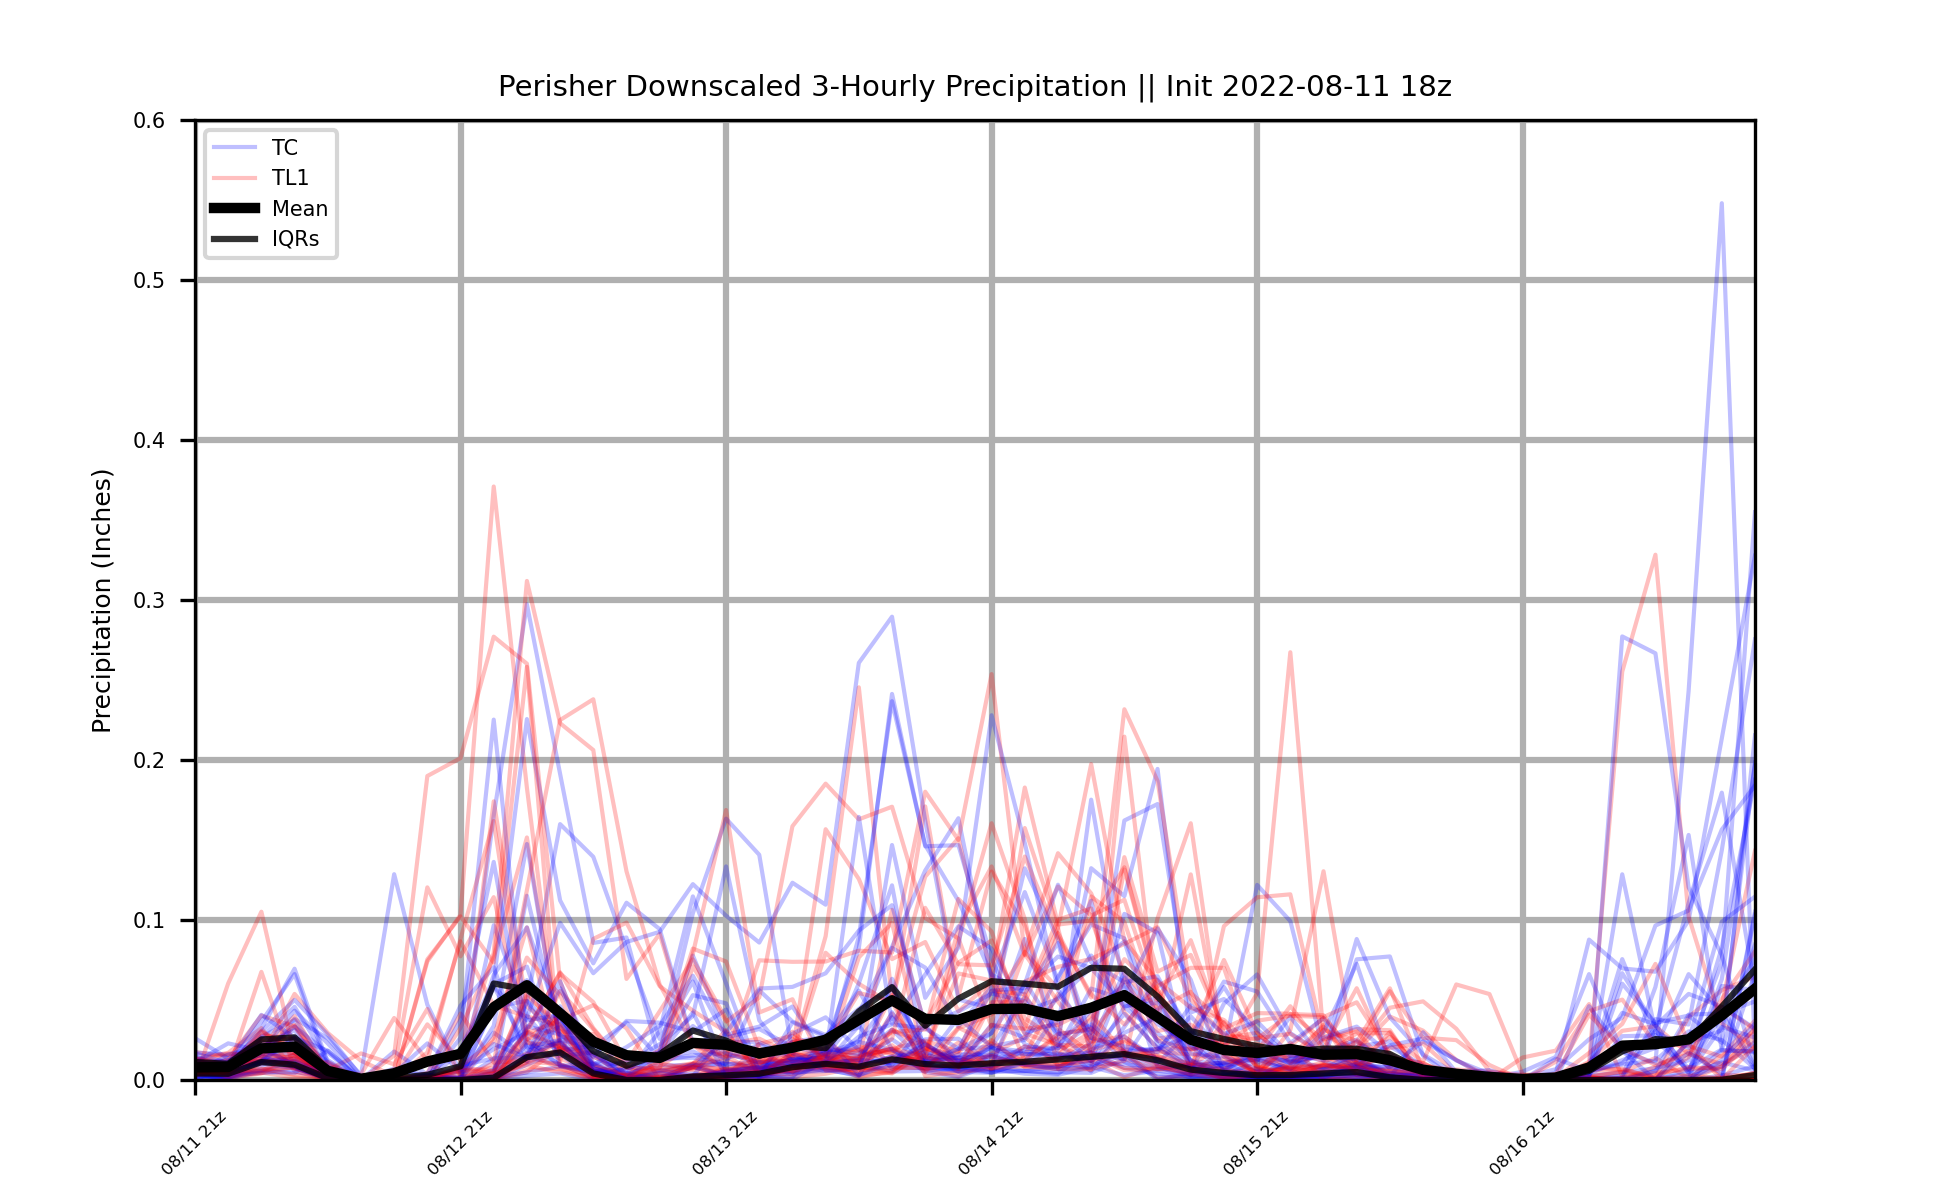 Perisher Downscaled 3-Hourly Precipitation || Init 2022-08-11 18z
TC
TL1
Mean
IQRs
Precipitation (Inches)
0.6
0.5
0.4
0.3
0.2
0.1
0.0
08/11 21z
08/12 21z
08/13 21z
08/14 21z
08/15 21z
08/16 21z